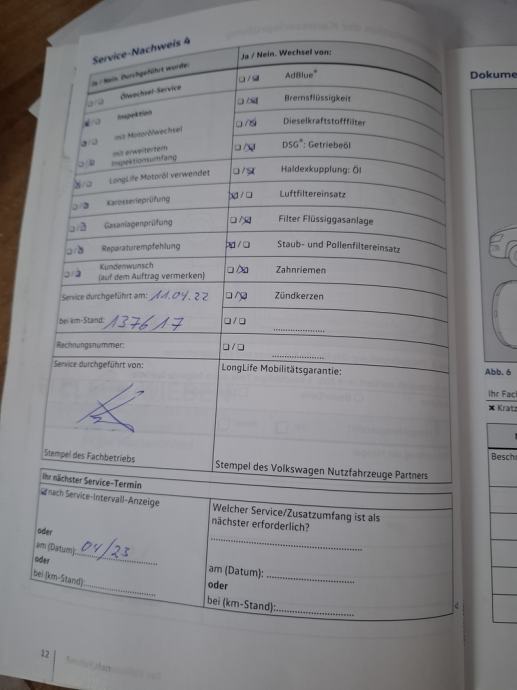 Service-Nachweis 4
Ja / Nein. Durchgeführt wurde:
Ölwechsel-Service
Inspektion
mit Motorölwechsel
mit erweitertem
Inspektionsumfang
LongLife Motoröl verwendet
Karosserieprüfung
Gasanlagenprüfung
Reparaturempfehlung
Kundenwunsch
(auf dem Auftrag vermerken)
Service durchgeführt am: 11.04.22
bei km-Stand: 137617
Rechnungsnummer:
Service durchgeführt von:
Stempel des Fachbetriebs
Ja / Nein. Wechsel von:
AdBlue®
Bremsflüssigkeit
Dieselkraftstofffilter
DSG®: Getriebeöl
Haldexkupplung: Öl
Luftfiltereinsatz
Filter Flüssiggasanlage
Staub- und Pollenfiltereinsatz
Zahnriemen
Zündkerzen
LongLife Mobilitätsgarantie:
Stempel des Volkswagen Nutzfahrzeuge Partners
Ihr nächster Service-Termin
nach Service-Intervall-Anzeige
oder
am (Datum): 04/23
oder
bei (km-Stand):
Welcher Service/Zusatzumfang ist als
nächster erforderlich?
am (Datum):
oder
bei (km-Stand):
12
Dokume
Abb. 6
Ihr Fac
× Kratz
Besch